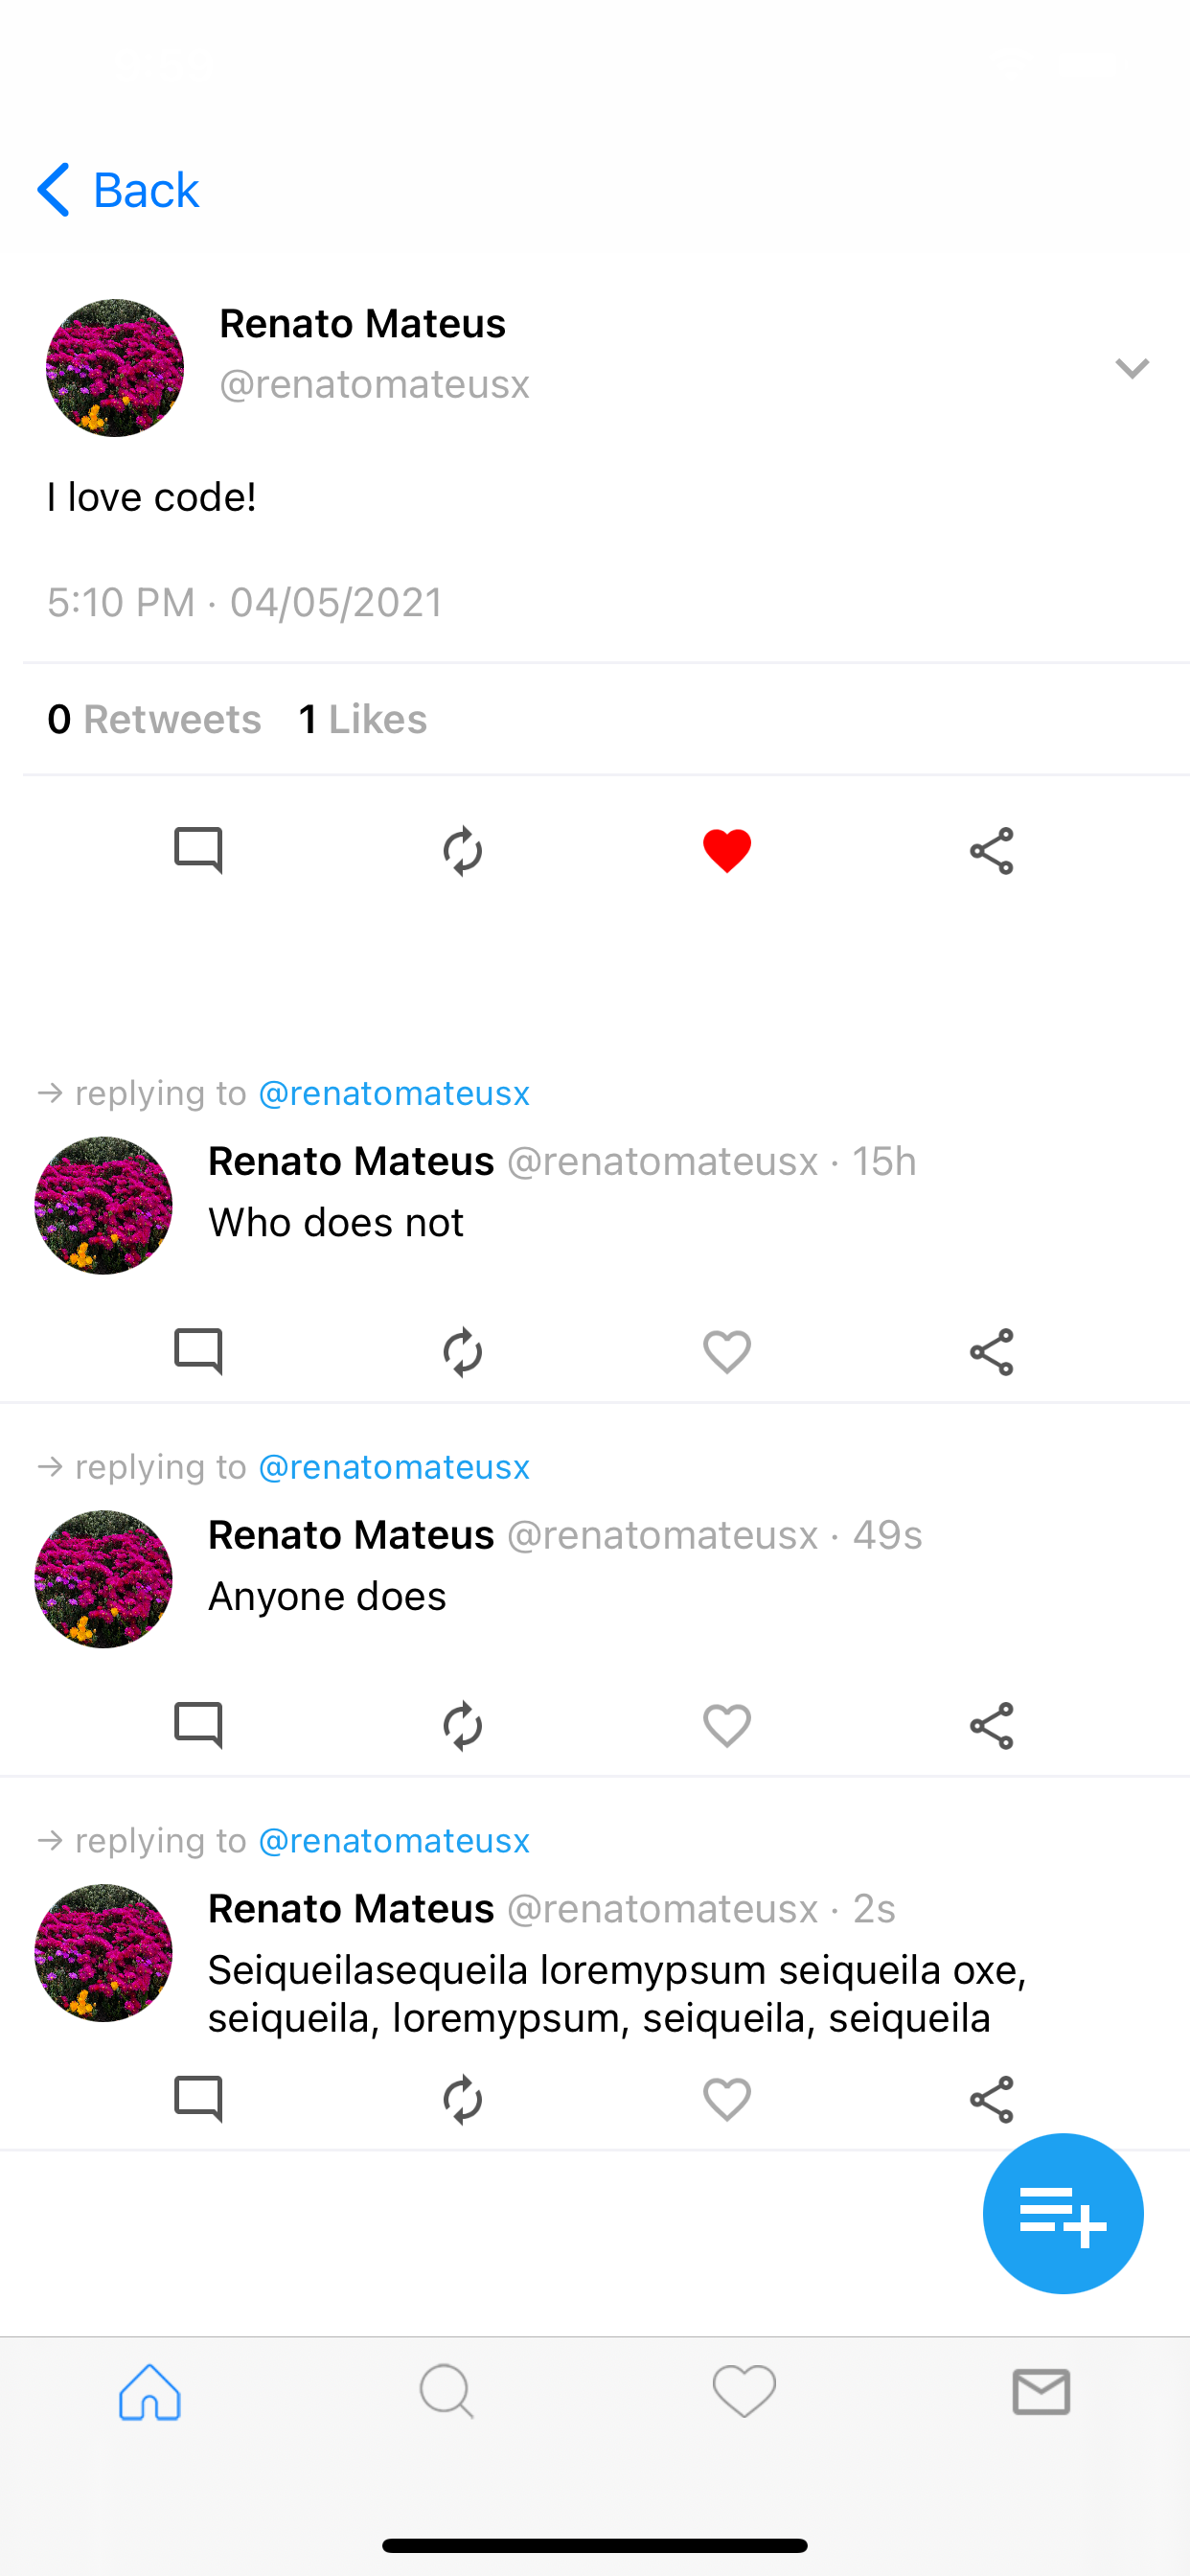 Back
Renato Mateus
@renatomateusx
I love code!
5:10 PM · 04/05/2021
0 Retweets 1 Likes
→ replying to @renatomateusx
Renato Mateus @renatomateusx · 15h
Who does not
→ replying to @renatomateusx
Renato Mateus @renatomateusx · 49s
Anyone does
→ replying to @renatomateusx
Renato Mateus @renatomateusx · 2s
Seiqueilasequeila loremypsum seiqueila oxe,
seiqueila, loremypsum, seiqueila, seiqueila